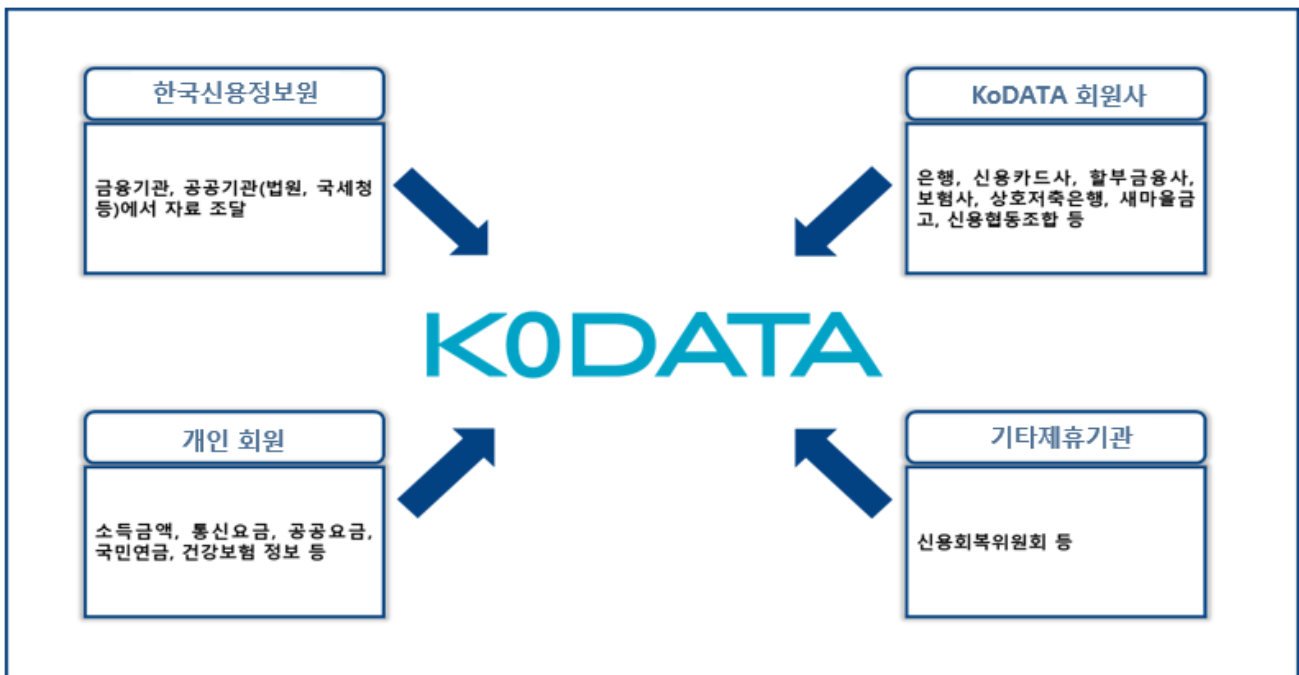 한국신용정보원
금융기관, 공공기관(법원, 국세청
등)에서 자료 조달
KoDATA 회원사
은행, 신용카드사, 할부금융사,
보험사, 상호저축은행, 새마을금
고, 신용협동조합 등
KODATA
개인 회원
소득금액, 통신요금, 공공요금,
국민연금, 건강보험 정보 등
기타제휴기관
신용회복위원회 등